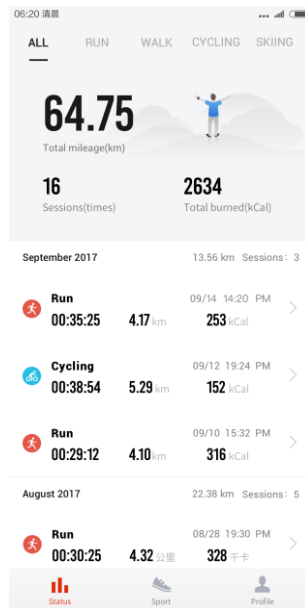 06:20 清晨
ALL RUN WALK CYCLING SKIING
64.75
Total mileage(km)
16 2634
Sessions(times) Total burned(kCal)
September 2017 13.56 km Sessions: 3
Run 09/14 14:20 PM
00:35:25 4.17 km 253 kCal
Cycling 09/12 19:24 PM
00:38:54 5.29 km 152 kCal
Run 09/10 15:32 PM
00:29:12 4.10 km 316 kCal
August 2017 22.38 km Sessions: 5
Run 08/28 19:30 PM
00:30:25 4.32 公里 328 千卡
Status Sport Profile